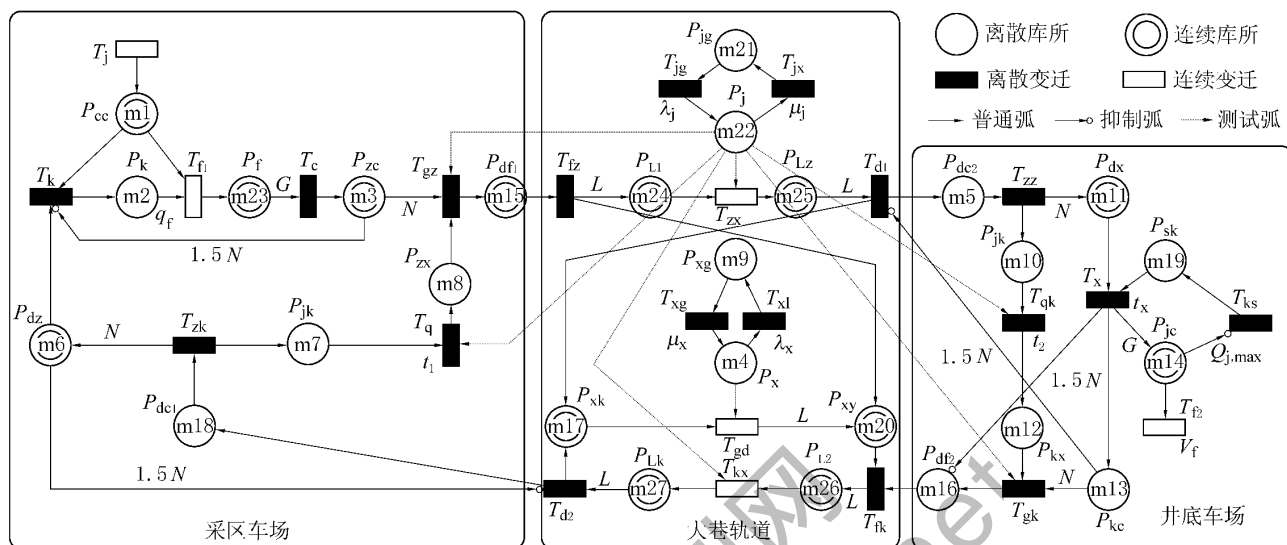 T_j
P_cc
m1
T_k
P_k
m2
q_f
T_f1
P_f
m23
G
T_c
P_zc
m3
N
T_gz
P_df1
m15
1.5N
P_zx
m8
P_dz
m6
N
T_zk
P_jk
m7
T_q
t_1
P_dc1
m18
1.5N
采区车场
P_jg
m21
T_jg
T_jx
λ_j
P_j
μ_j
m22
T_fz
L
P_L1
m24
P_Lz
m25
L
T_d1
T_zx
P_xg
m9
T_xg
T_xl
μ_x
λ_x
m4
P_x
P_xk
m17
T_gd
L
P_xy
m20
T_d2
L
P_Lk
m27
T_kx
P_L2
m26
L
T_fk
大巷轨道
离散库所
连续库所
离散变迁
连续变迁
普通弧
抑制弧
测试弧
P_dc2
m5
T_zz
N
P_dx
m11
P_jk
m10
P_sk
m19
T_x
t_x
T_ks
T_qk
t_2
1.5N
1.5N
G
P_jc
m14
Q_j,max
T_f2
V_f
m12
P_kx
P_df2
m16
T_gk
N
m13
P_kc
井底车场